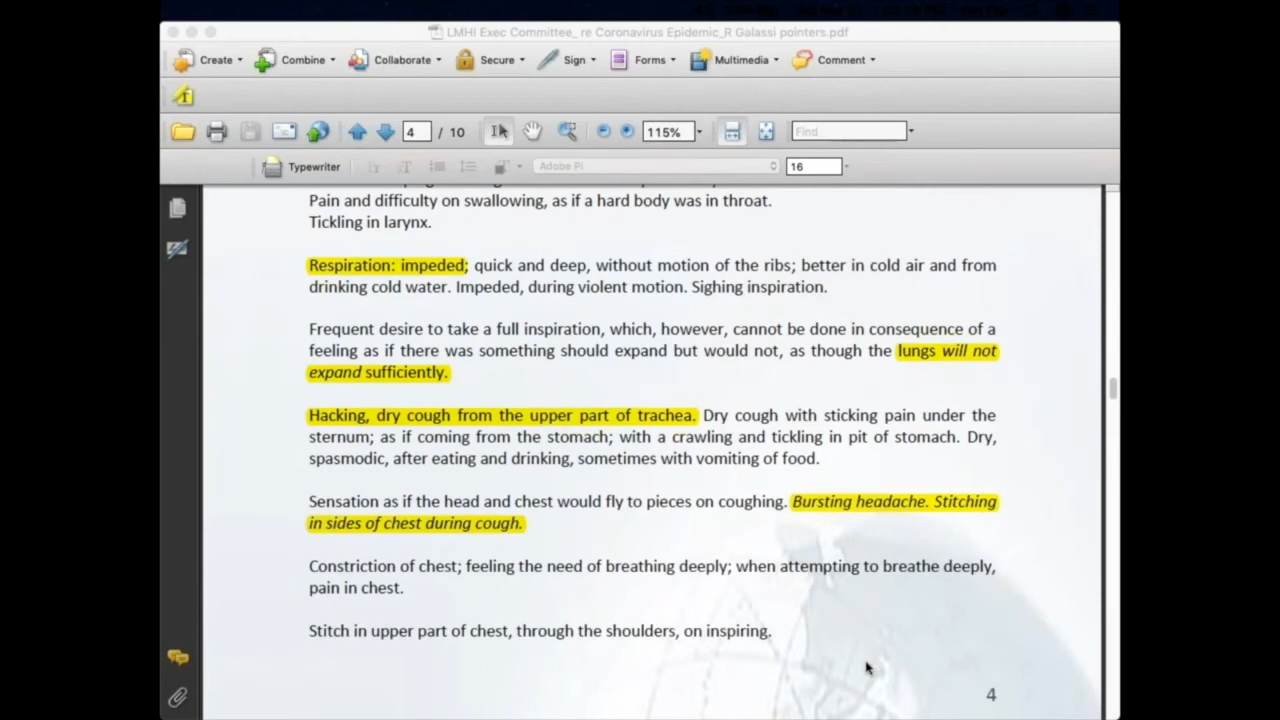 LMHI Exec Committee_ re Coronavirus Epidemic_R Galassi pointers.pdf
Create Combine Collaborate Secure Sign Forms Multimedia Comment
4 / 10 115% Find
Typewriter Adobe Pi 16
Pain and difficulty on swallowing, as if a hard body was in throat.
Tickling in larynx.
Respiration: impeded; quick and deep, without motion of the ribs; better in cold air and from
drinking cold water. Impeded, during violent motion. Sighing inspiration.
Frequent desire to take a full inspiration, which, however, cannot be done in consequence of a
feeling as if there was something should expand but would not, as though the lungs will not
expand sufficiently.
Hacking, dry cough from the upper part of trachea. Dry cough with sticking pain under the
sternum; as if coming from the stomach; with a crawling and tickling in pit of stomach. Dry,
spasmodic, after eating and drinking, sometimes with vomiting of food.
Sensation as if the head and chest would fly to pieces on coughing. Bursting headache. Stitching
in sides of chest during cough.
Constriction of chest; feeling the need of breathing deeply; when attempting to breathe deeply,
pain in chest.
Stitch in upper part of chest, through the shoulders, on inspiring.
4